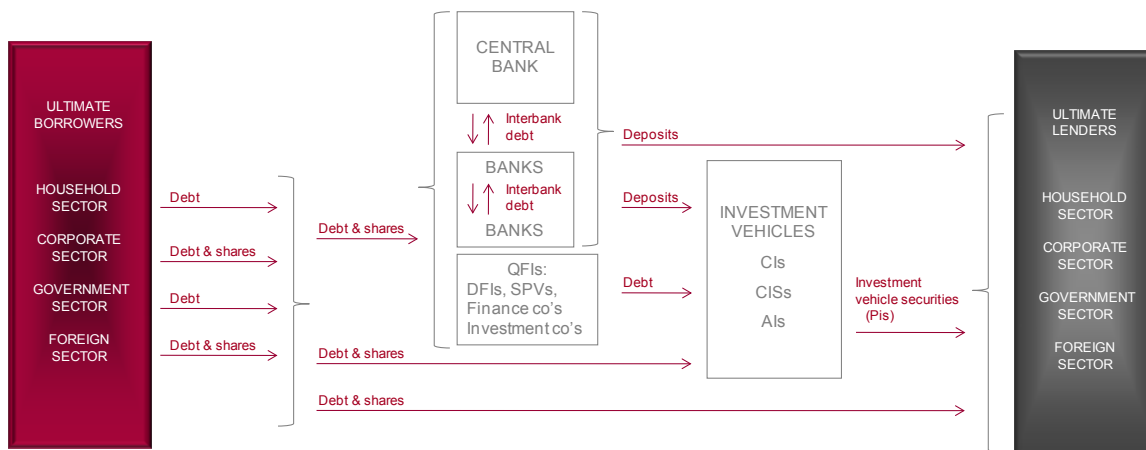 ULTIMATE
BORROWERS
HOUSEHOLD
SECTOR
CORPORATE
SECTOR
GOVERNMENT
SECTOR
FOREIGN
SECTOR
Debt
Debt & shares
Debt
Debt & shares
Debt & shares
Debt & shares
Debt & shares
CENTRAL
BANK
Interbank
debt
BANKS
Interbank
debt
BANKS
QFIs:
DFIs, SPVs,
Finance co's
Investment co's
Deposits
Deposits
Debt
INVESTMENT
VEHICLES
CIs
CISs
AIs
Investment
vehicle securities
(Pis)
ULTIMATE
LENDERS
HOUSEHOLD
SECTOR
CORPORATE
SECTOR
GOVERNMENT
SECTOR
FOREIGN
SECTOR